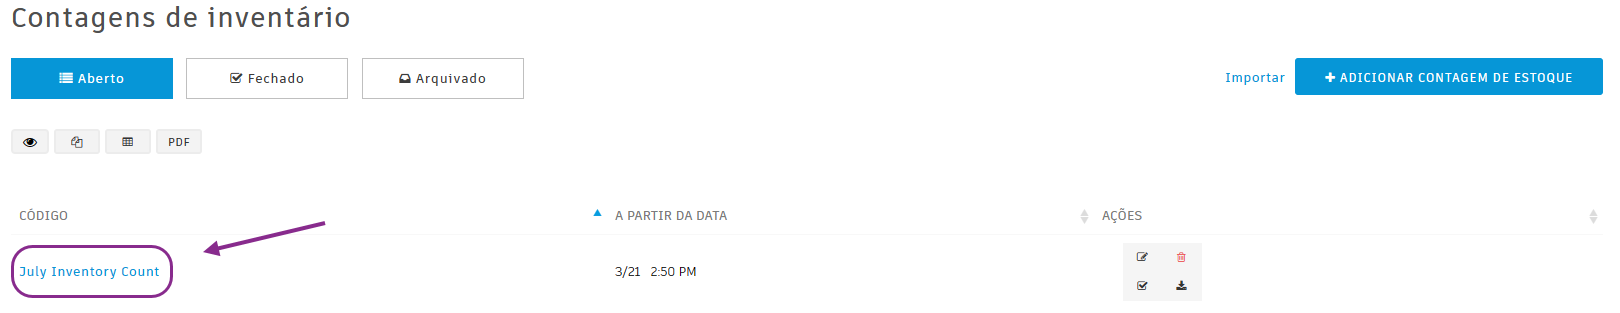 Contagens de inventário
Aberto
Fechado
Arquivado
Importar
ADICIONAR CONTAGEM DE ESTOQUE
PDF
CÓDIGO
A PARTIR DA DATA
AÇÕES
July Inventory Count
3/21 2:50 PM